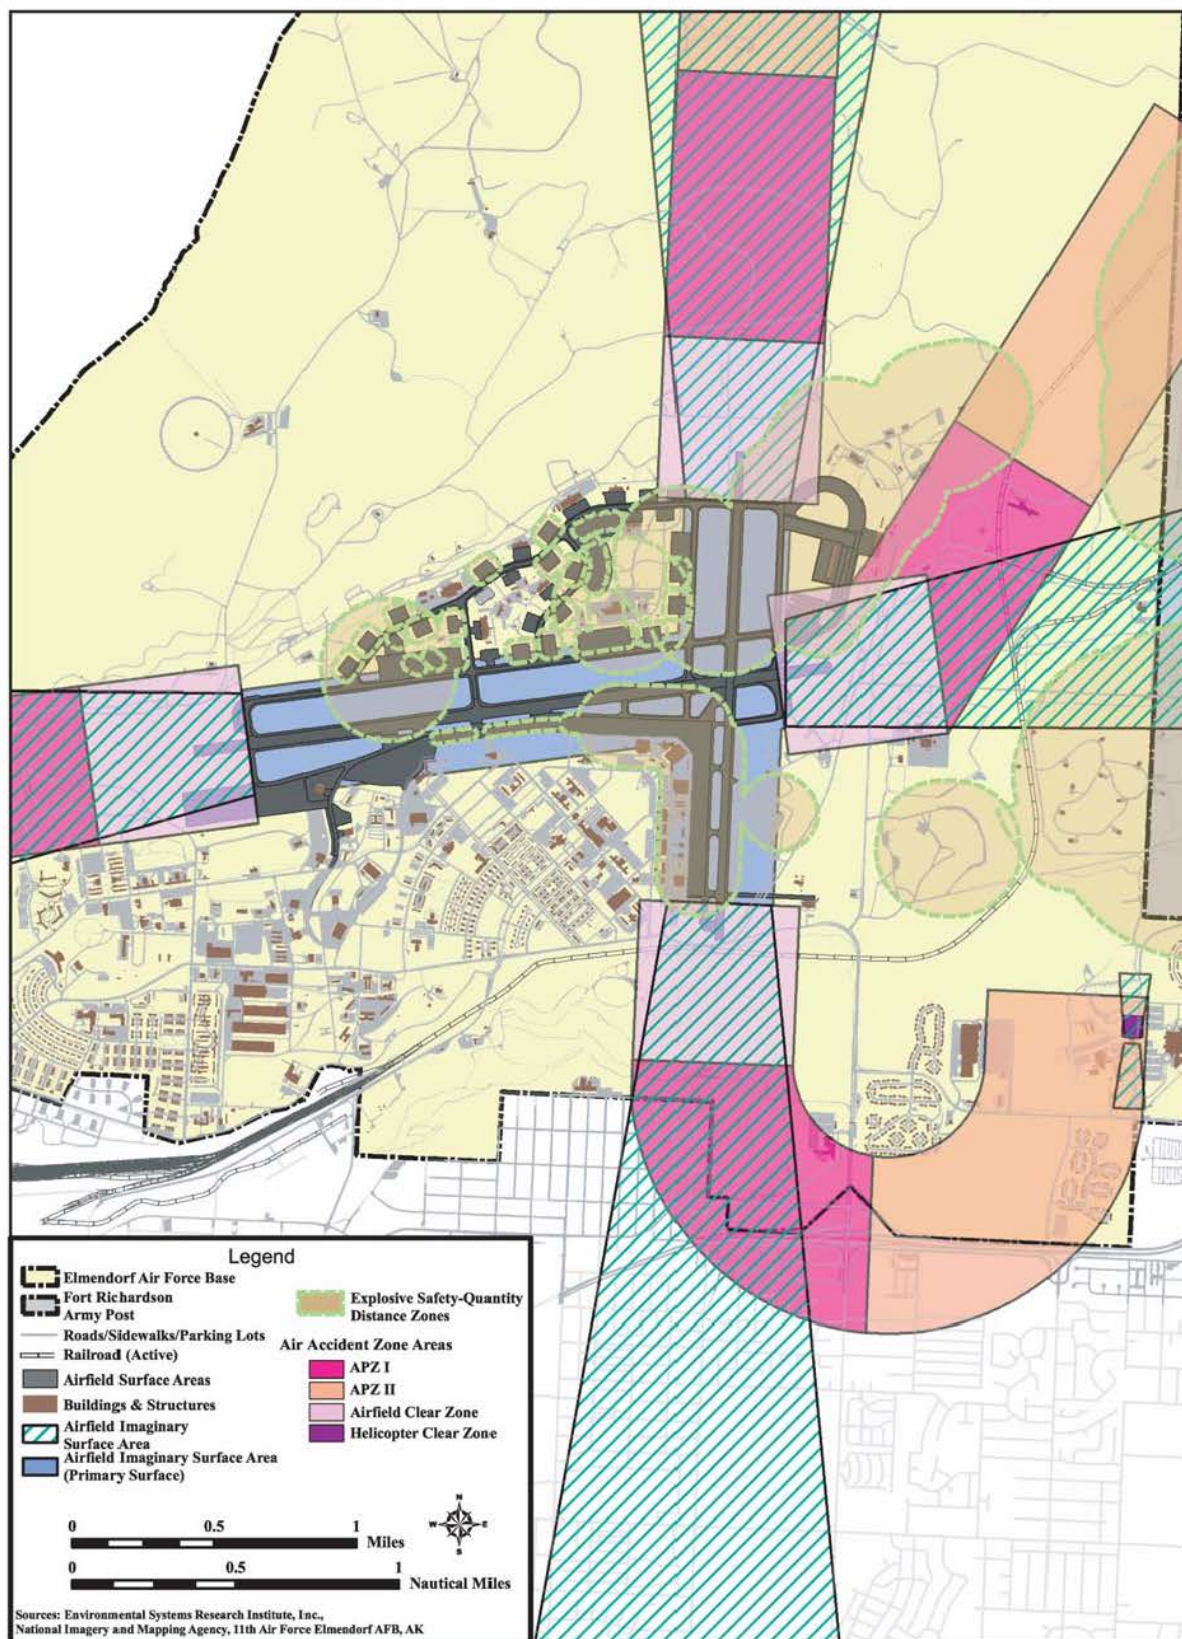 Legend
Elmendorf Air Force Base
Fort Richardson
Army Post
Roads/Sidewalks/Parking Lots
Railroad (Active)
Airfield Surface Areas
Buildings & Structures
Airfield Imaginary
Surface Area
Airfield Imaginary Surface Area
(Primary Surface)
Explosive Safety-Quantity
Distance Zones
Air Accident Zone Areas
APZ I
APZ II
Airfield Clear Zone
Helicopter Clear Zone
0 0.5 1 Miles
0 0.5 1 Nautical Miles
N
W E
S
Sources: Environmental Systems Research Institute, Inc.,
National Imagery and Mapping Agency, 11th Air Force Elmendorf AFB, AK